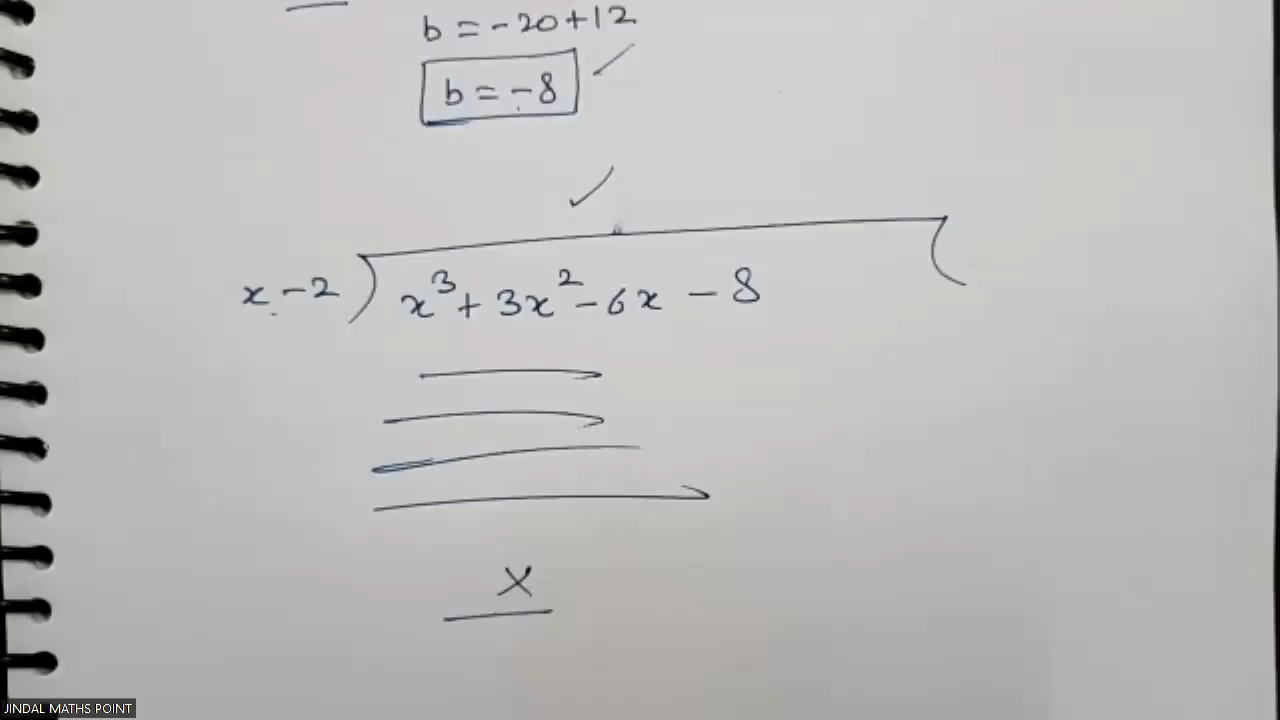 b = -20+12
b = -8
x-2) x³+3x²-6x-8
x
JINDAL MATHS POINT